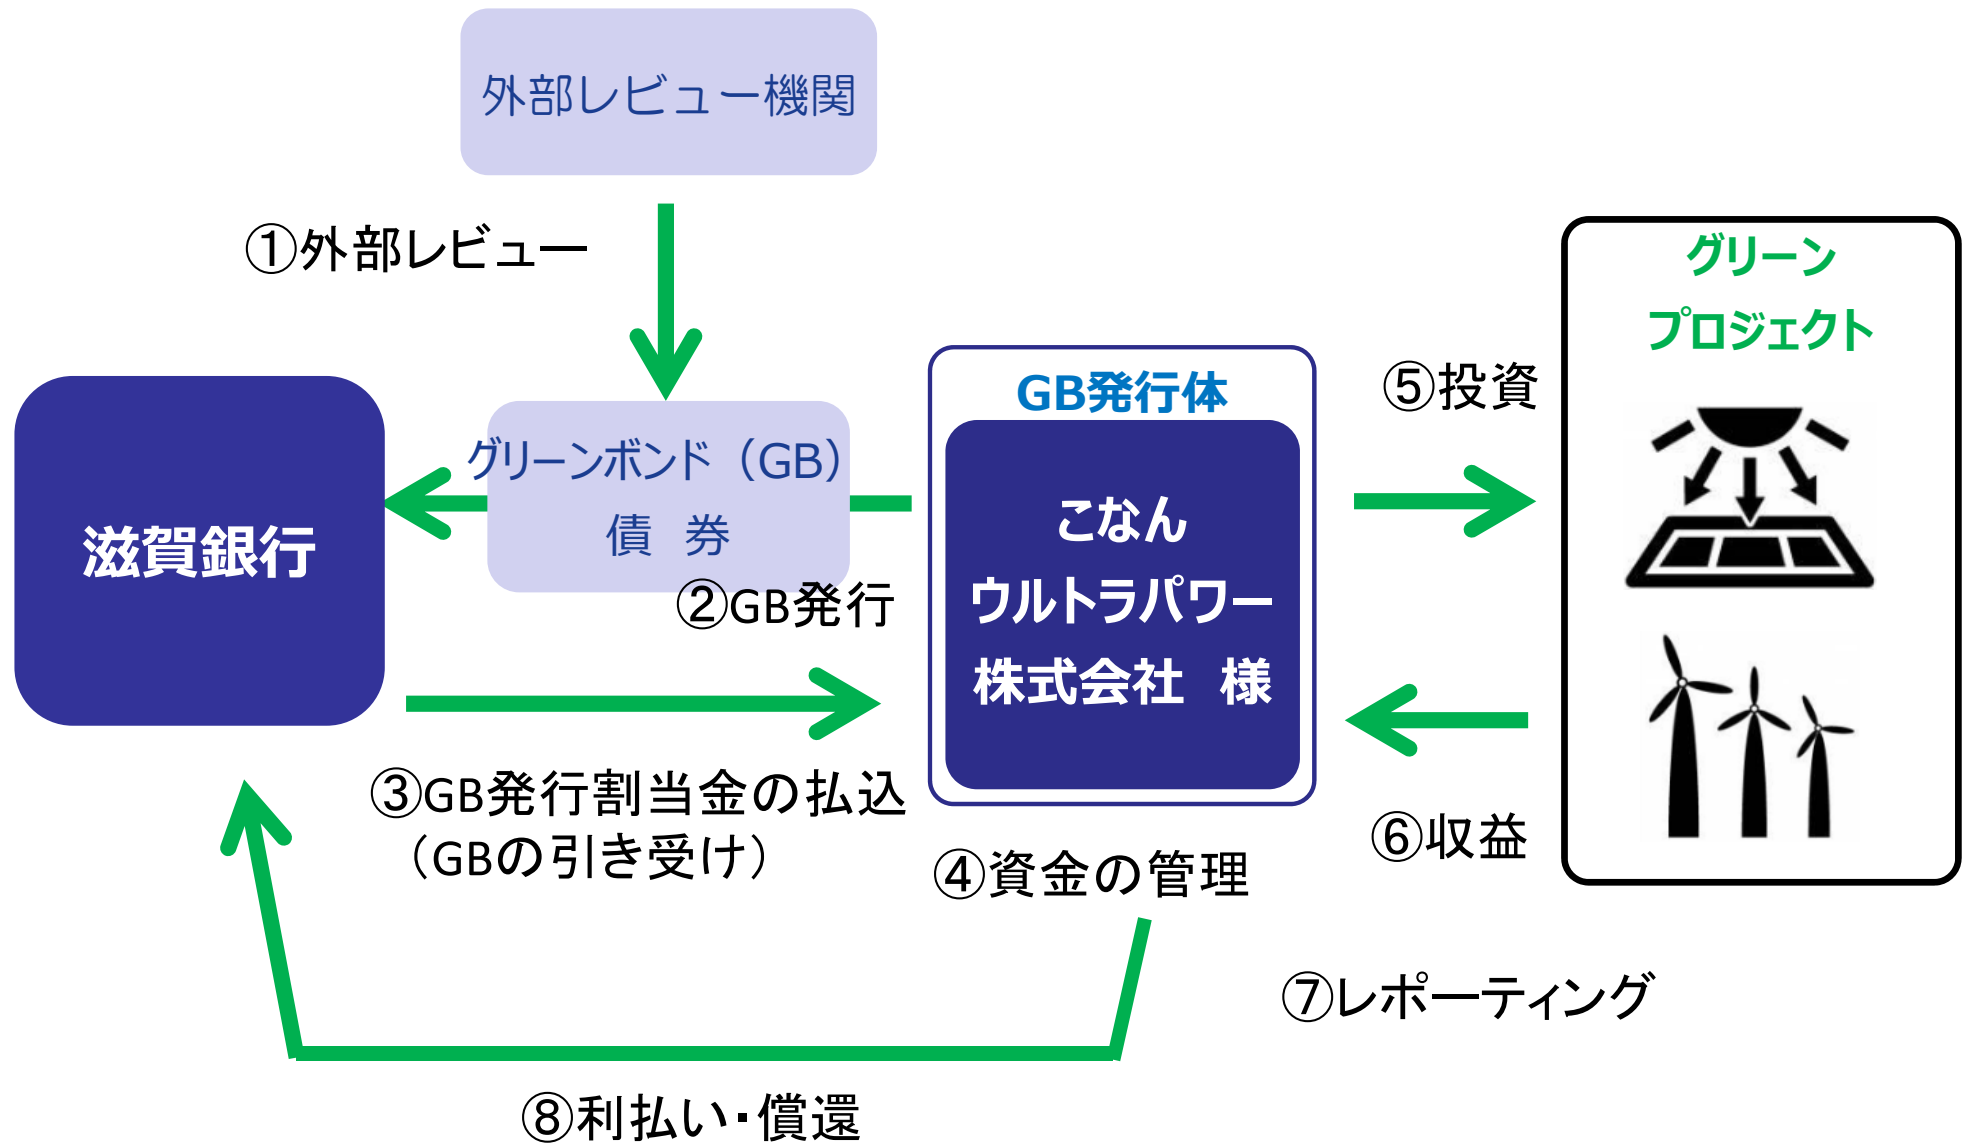 外部レビュー機関
①外部レビュー
グリーン
プロジェクト
GB発行体
⑤投資
グリーンボンド（GB）
債　券
滋賀銀行
こなん
ウルトラパワー
株式会社　様
②GB発行
③GB発行割当金の払込
（GBの引き受け）
⑥収益
④資金の管理
⑦レポーティング
⑧利払い・償還